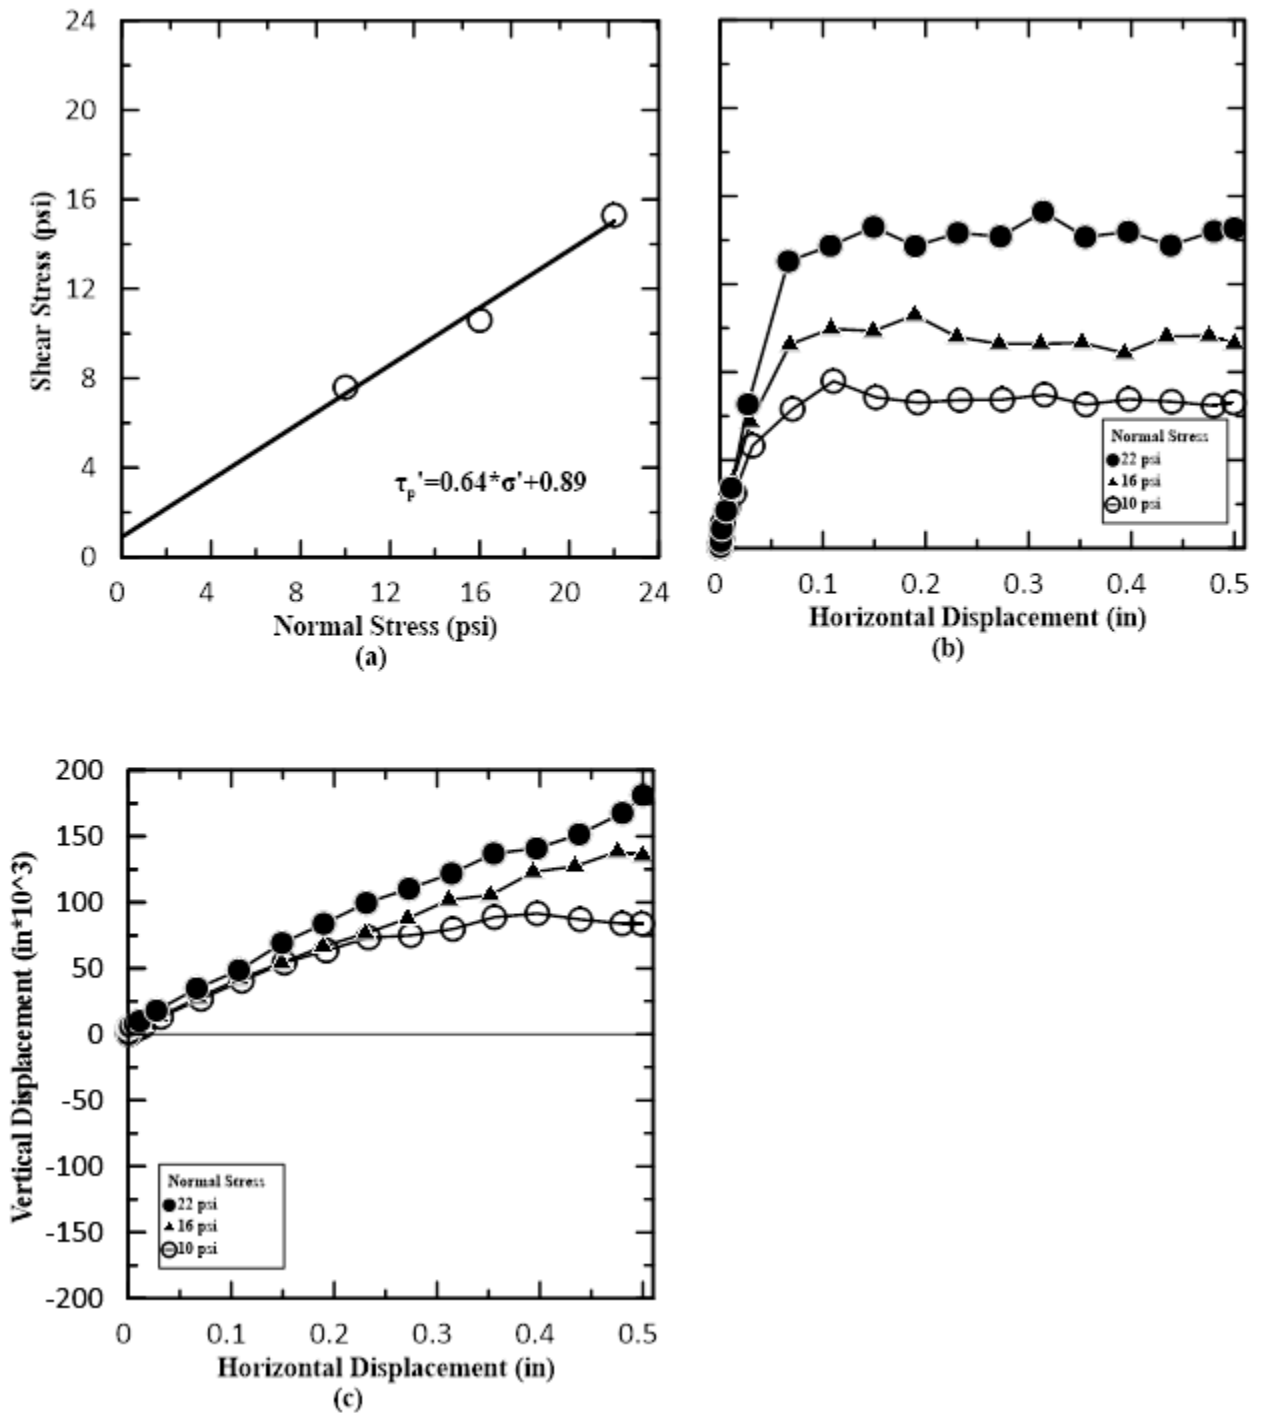 24
20
16
12
8
4
0
Shear Stress (psi)
τp'=0.64*σ'+0.89
0 4 8 12 16 20 24
Normal Stress (psi)
(a)
Normal Stress
22 psi
16 psi
10 psi
0 0.1 0.2 0.3 0.4 0.5
Horizontal Displacement (in)
(b)
200
150
100
50
0
-50
-100
-150
-200
Vertical Displacement (in*10^3)
Normal Stress
22 psi
16 psi
10 psi
0 0.1 0.2 0.3 0.4 0.5
Horizontal Displacement (in)
(c)